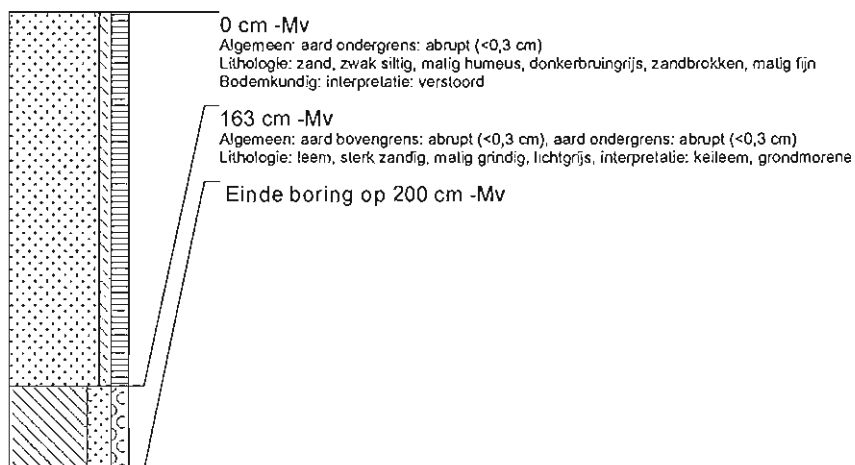 0 cm -Mv
Algemeen: aard ondergrens: abrupt (<0,3 cm)
Lithologie: zand, zwak siltig, matig humeus, donkerbruingrijs, zandbrokken, matig fijn
Bodemkundig: interpretatie: verstoord
163 cm -Mv
Algemeen: aard bovengrens: abrupt (<0,3 cm), aard ondergrens: abrupt (<0,3 cm)
Lithologie: leem, sterk zandig, matig grindig, lichtgrijs, interpretatie: keileem, grondmorene
Einde boring op 200 cm -Mv